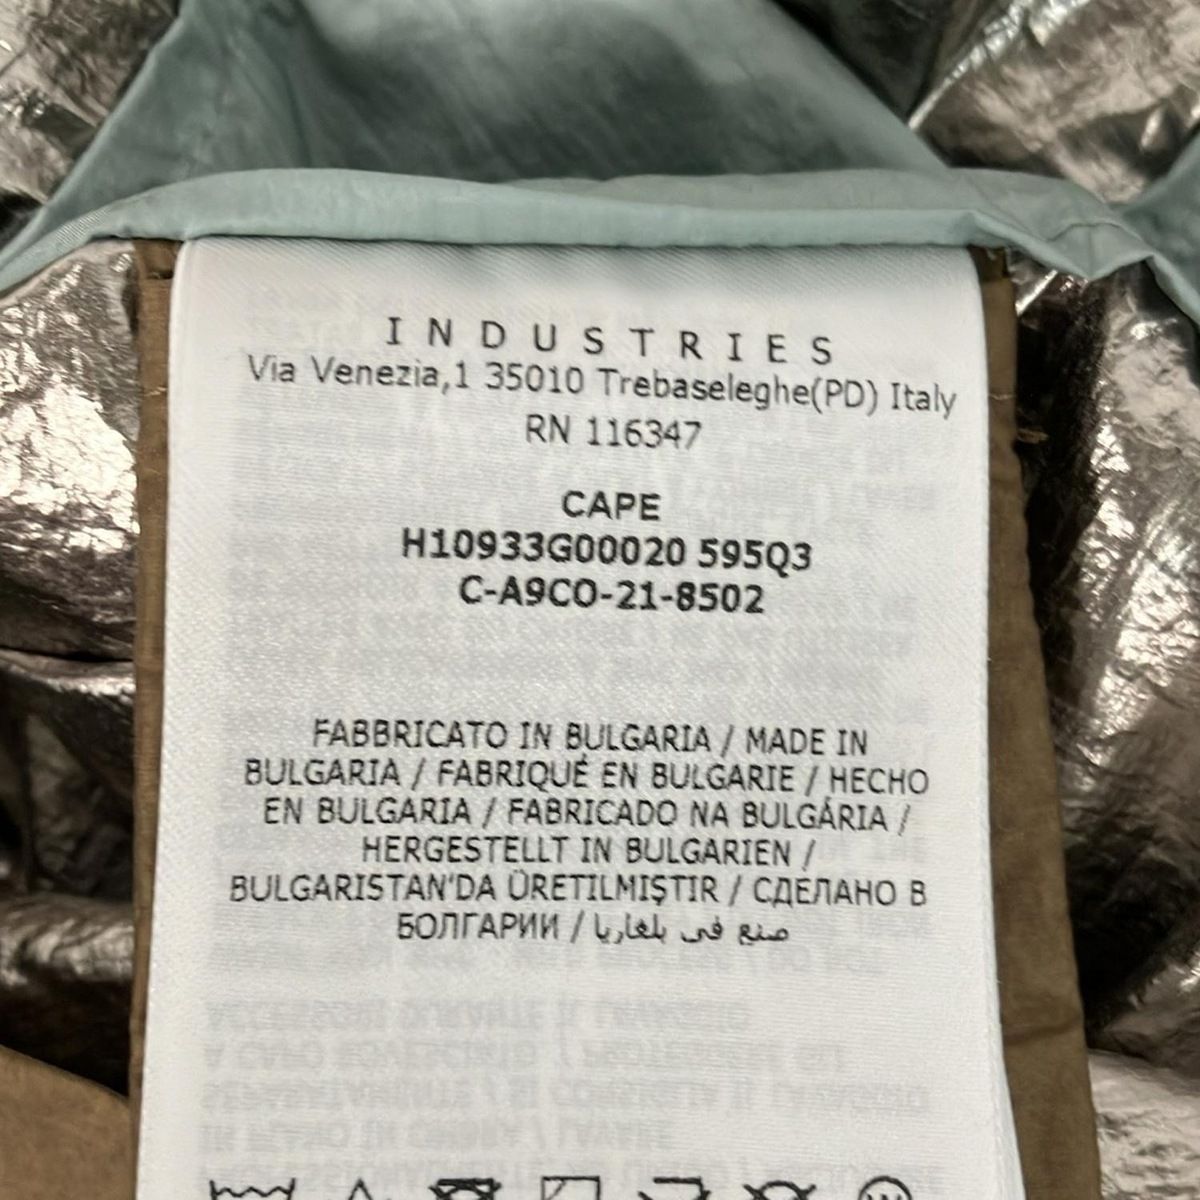 INDUSTRIES
Via Venezia,1 35010 Trebaseleghe(PD) Italy
RN 116347
CAPE
H10933G00020 595Q3
C-A9CO-21-8502
FABBRICATO IN BULGARIA / MADE IN
BULGARIA / FABRIQUÉ EN BULGARIE / HECHO
EN BULGARIA / FABRICADO NA BULGÁRIA /
HERGESTELLT IN BULGARIEN /
BULGARISTAN'DA ÜRETILMIŞTIR / СДЕЛАНО В
БОЛГАРИИ / صنع في بلغاريا